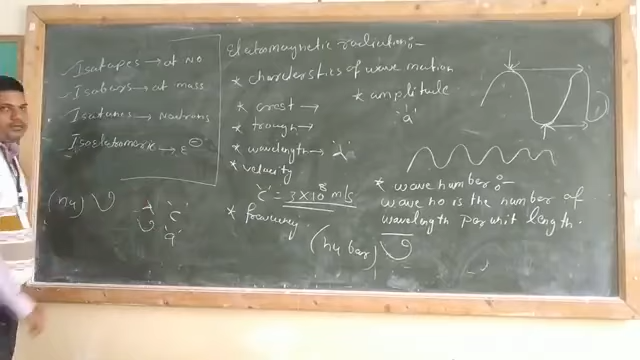 Isotopes → at NO
Isobars → at mass
Isotones → Neutrons
Isoelectronic → e⊖
(nu) ν
λ 'c'
ν
'a'
Electromagnetic radiation:-
* characteristics of wave motion
* crest →
* trough →
* wavelength → 'λ'
* velocity
'c' = 3×10⁸ m/s
* frequency
* amplitude
'a'
* wave number:-
wave no is the number of
wavelength per unit length.
(nu bar) ν̅